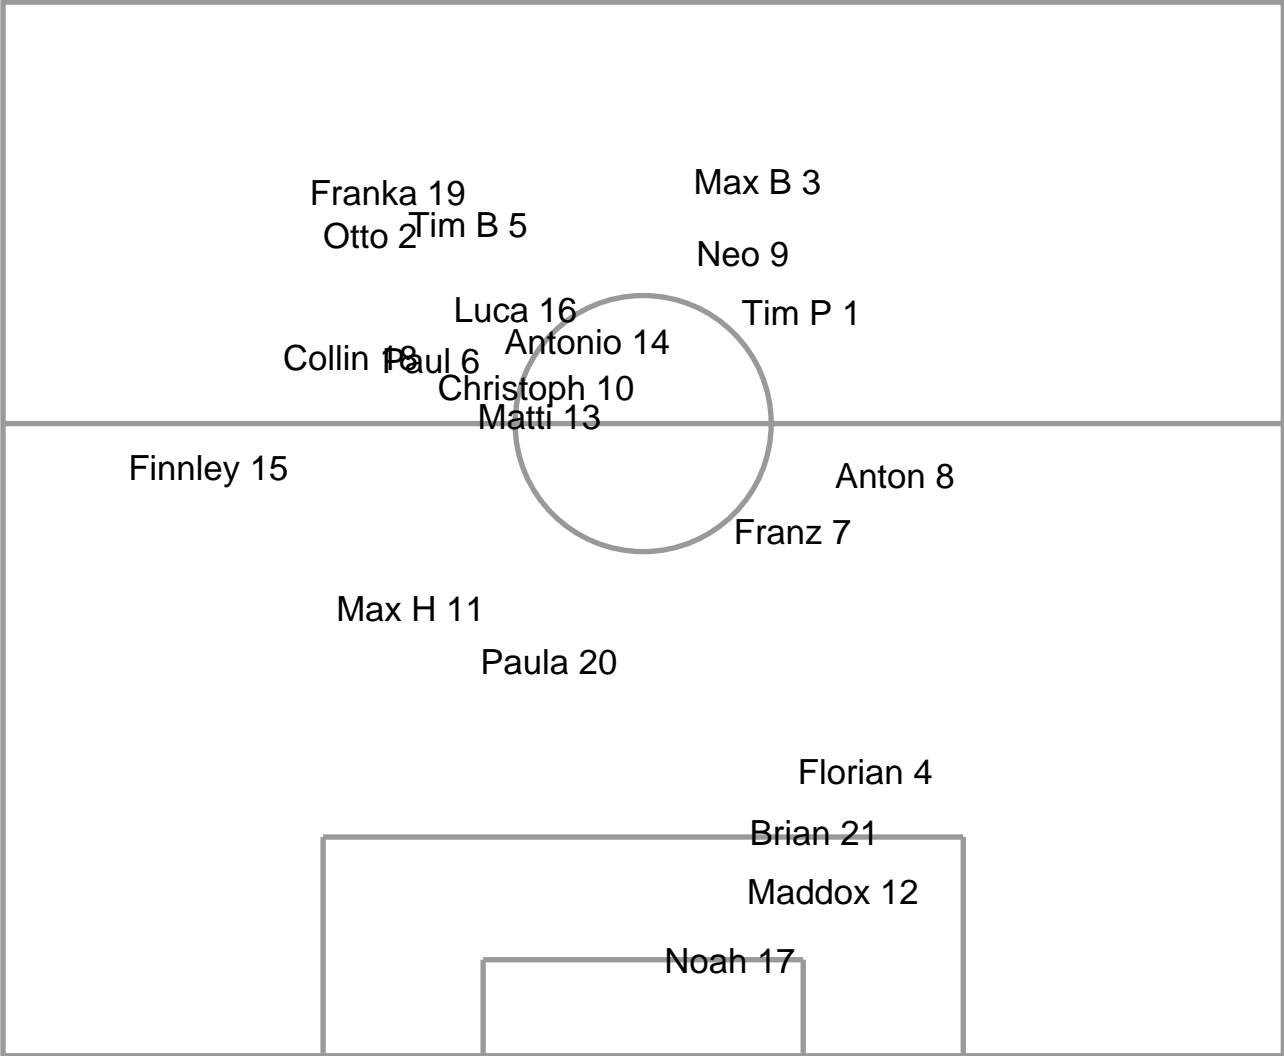 Max B 3
Franka 19
Tim B 5
Otto 2
Neo 9
Luca 16
Tim P 1
Antonio 14
Collin 18
Paul 6
Christoph 10
Matti 13
Finnley 15
Anton 8
Franz 7
Max H 11
Paula 20
Florian 4
Brian 21
Maddox 12
Noah 17